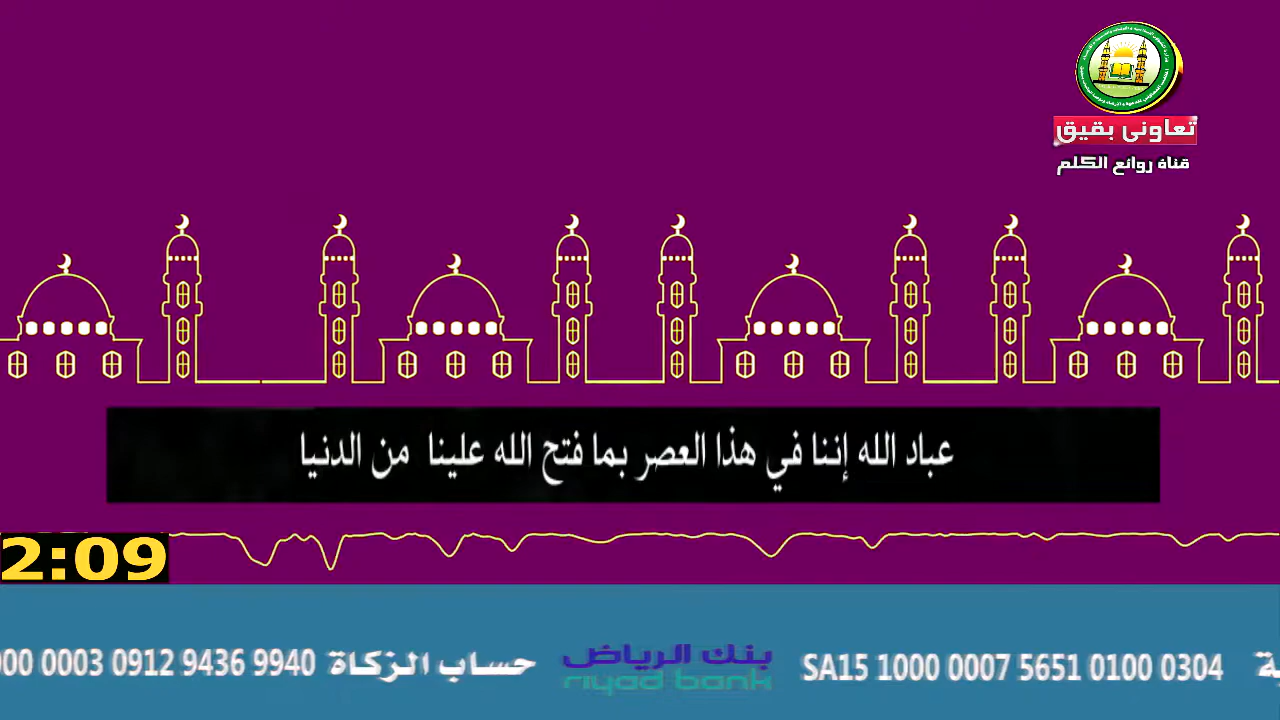 تعاونى بقيق
قناة روائع الكلم
عباد الله إننا في هذا العصر بما فتح الله علينا من الدنيا
2:09
SA15 1000 0007 5651 0100 0304
بنك الرياض
riyad bank
حساب الزكاة
0003 0912 9436 9940